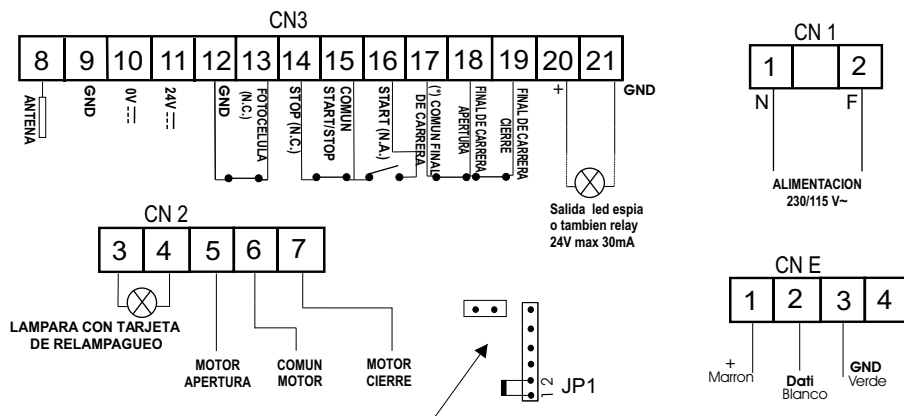 CN3
8 9 10 11 12 13 14 15 16 17 18 19 20 21
ANTENA
GND
0V
24V
GND
FOTOCELULA
(N.C.)
STOP (N.C.)
COMUN
START/STOP
START (N.A.)
(*) COMUN FINAL
DE CARRERA
FINAL DE CARRERA
APERTURA
FINAL DE CARRERA
CIERRE
+
GND
Salida led espia
o tambien relay
24V max 30mA
CN 1
1 2
N F
ALIMENTACION
230/115 V~
CN 2
3 4 5 6 7
LAMPARA CON TARJETA
DE RELAMPAGUEO
MOTOR
APERTURA
COMUN
MOTOR
MOTOR
CIERRE
1 2
JP1
CN E
1 2 3 4
+
Marron
Dati
Blanco
GND
Verde